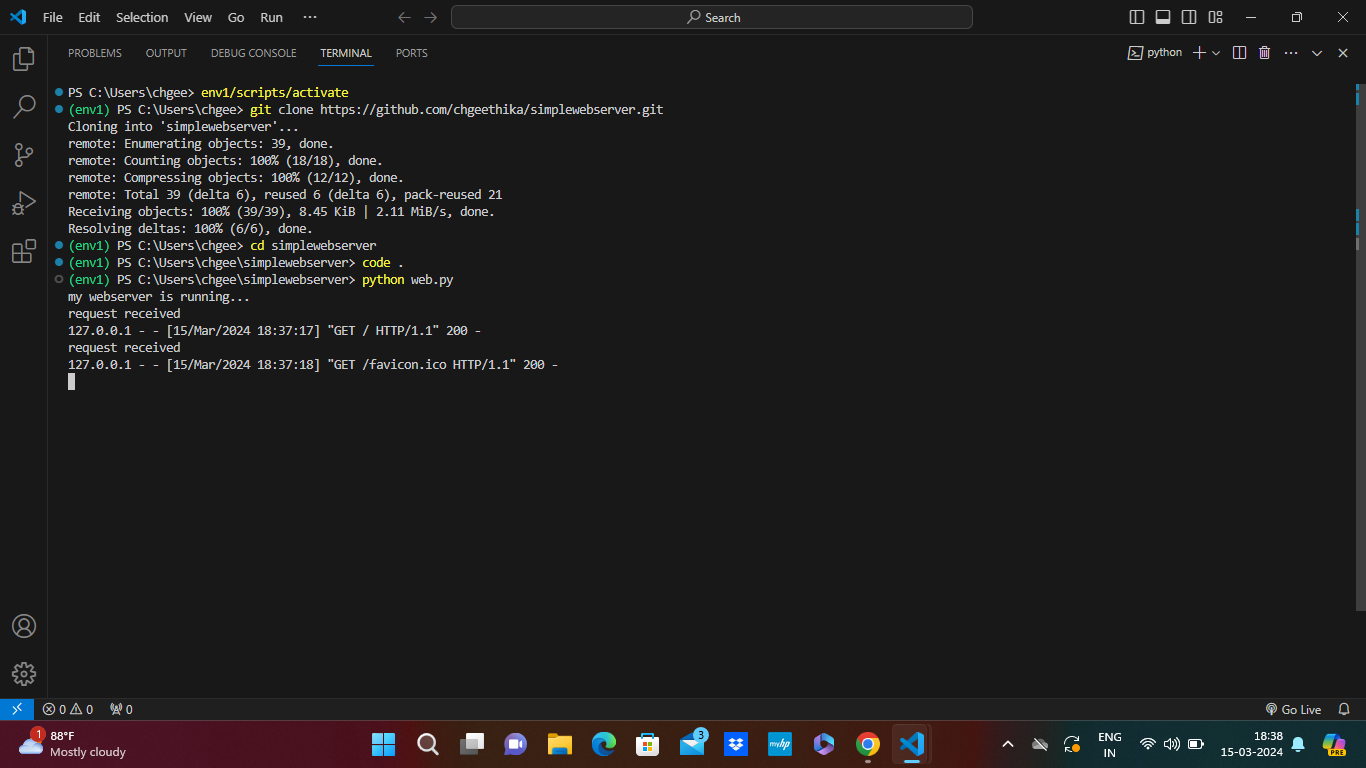 File Edit Selection View Go Run ··· Search
PROBLEMS OUTPUT DEBUG CONSOLE TERMINAL PORTS python
PS C:\Users\chgee> env1/scripts/activate
(env1) PS C:\Users\chgee> git clone https://github.com/chgeethika/simplewebserver.git
Cloning into 'simplewebserver'...
remote: Enumerating objects: 39, done.
remote: Counting objects: 100% (18/18), done.
remote: Compressing objects: 100% (12/12), done.
remote: Total 39 (delta 6), reused 6 (delta 6), pack-reused 21
Receiving objects: 100% (39/39), 8.45 KiB | 2.11 MiB/s, done.
Resolving deltas: 100% (6/6), done.
(env1) PS C:\Users\chgee> cd simplewebserver
(env1) PS C:\Users\chgee\simplewebserver> code .
(env1) PS C:\Users\chgee\simplewebserver> python web.py
my webserver is running...
request received
127.0.0.1 - - [15/Mar/2024 18:37:17] "GET / HTTP/1.1" 200 -
request received
127.0.0.1 - - [15/Mar/2024 18:37:18] "GET /favicon.ico HTTP/1.1" 200 -
0 0 0 Go Live
1 88°F
Mostly cloudy
3
myhp
ENG
IN
18:38
15-03-2024
PRE